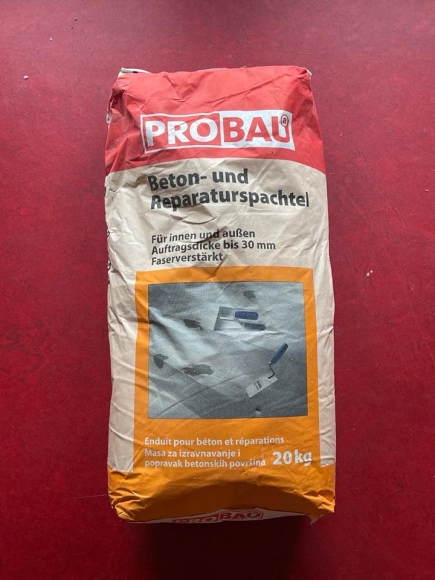 PROBAU®
Beton- und
Reparaturspachtel
Für innen und außen
Auftragsdicke bis 30 mm
Faserverstärkt
Enduit pour béton et réparations
Masa za izravnavanje i
popravak betonskih površina 20 kg
PROBAU